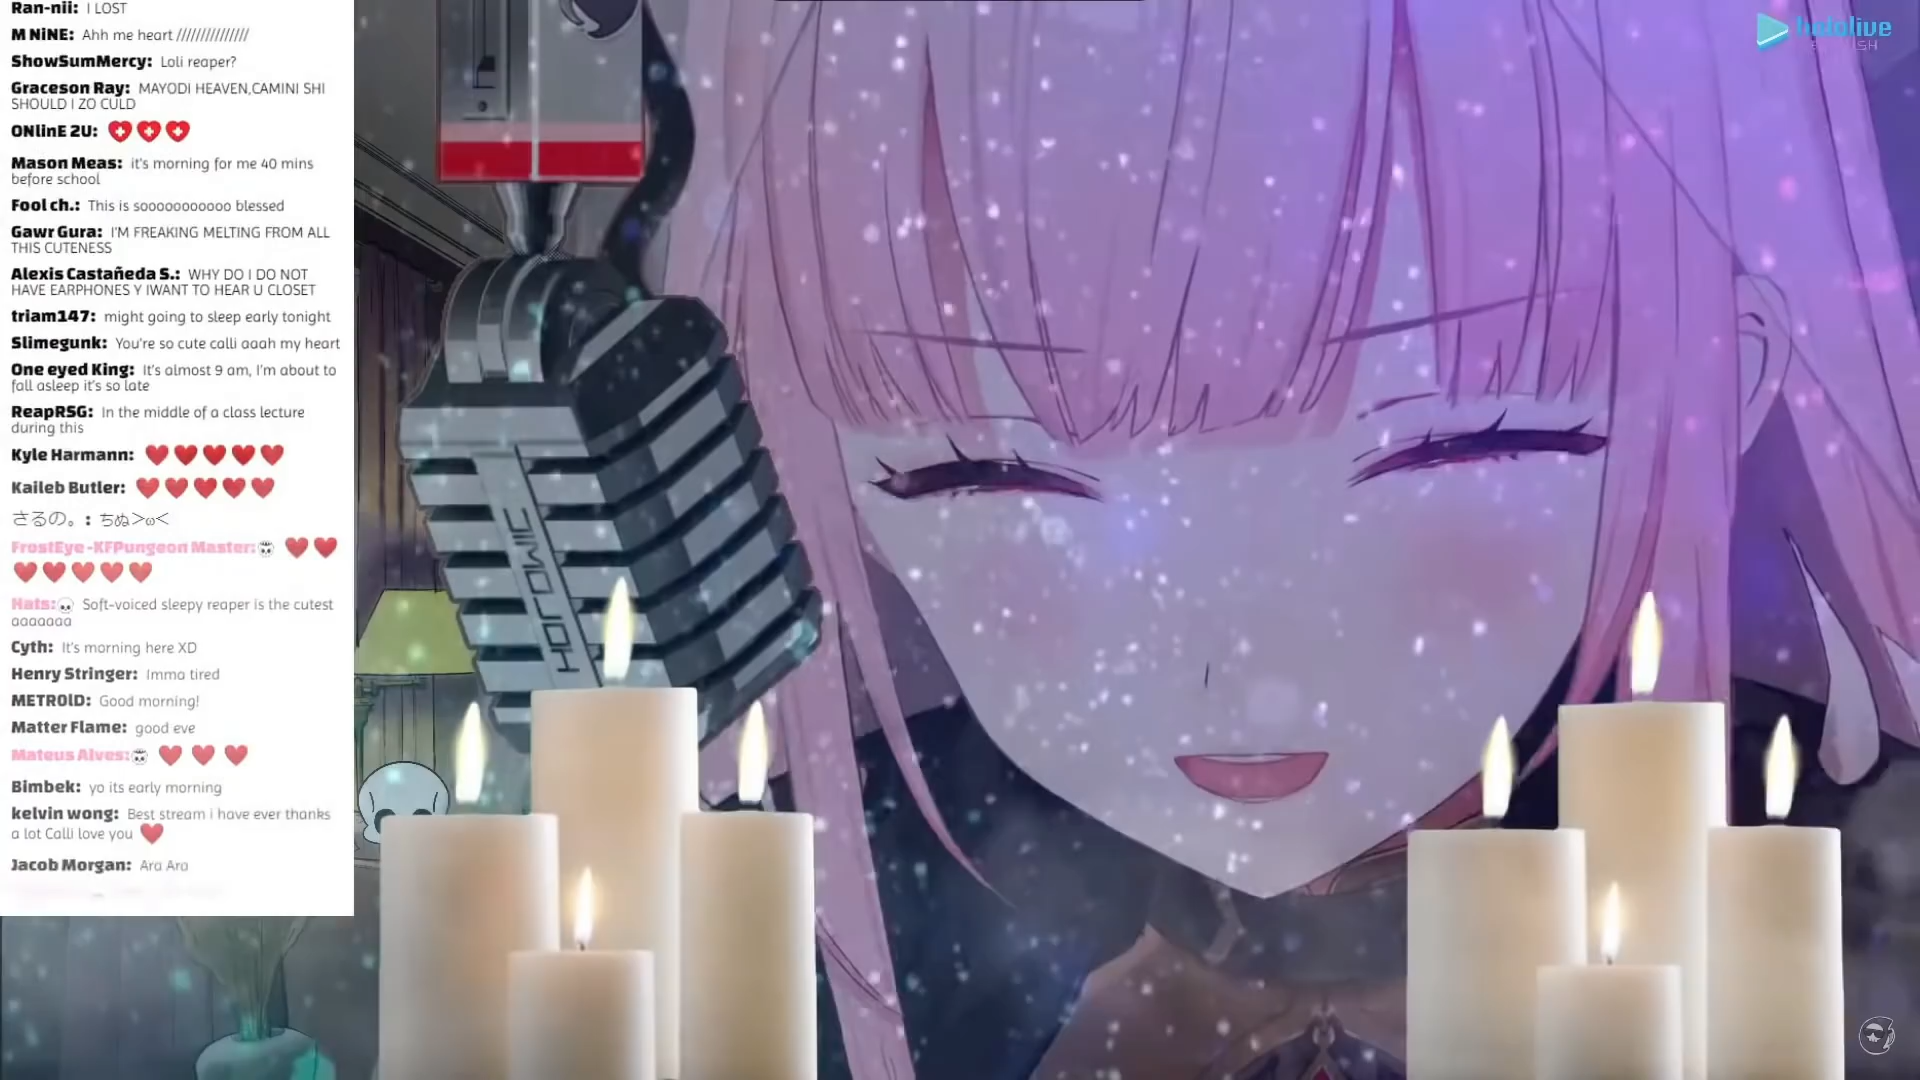 Ran-nii: I LOST
M NiNE: Ahh me heart ///////////////
ShowSumMercy: Loli reaper?
Graceson Ray: MAYODI HEAVEN,CAMINI SHI
SHOULD I ZO CULD
ONlinE 2U:
Mason Meas: it's morning for me 40 mins
before school
Fool ch.: This is sooooooooooo blessed
Gawr Gura: I'M FREAKING MELTING FROM ALL
THIS CUTENESS
Alexis Castañeda S.: WHY DO I DO NOT
HAVE EARPHONES Y IWANT TO HEAR U CLOSET
triam147: might going to sleep early tonight
Slimegunk: You're so cute calli aaah my heart
One eyed King: It's almost 9 am, I'm about to
fall asleep it's so late
ReapRSG: In the middle of a class lecture
during this
Kyle Harmann: ❤❤❤❤❤
Kaileb Butler: ❤❤❤❤❤
さるの。: ちぬ>ω<
FrostEye -KFPungeon Master: ❤❤
❤❤❤❤❤
Hats: Soft-voiced sleepy reaper is the cutest
aaaaaaa
Cyth: It's morning here XD
Henry Stringer: Imma tired
METR0lD: Good morning!
Matter Flame: good eve
Mateus Alves: ❤ ❤ ❤
Bimbek: yo its early morning
kelvin wong: Best stream i have ever thanks
a lot Calli love you ❤
Jacob Morgan: Ara Ara
hololive
HOLOJIMIC